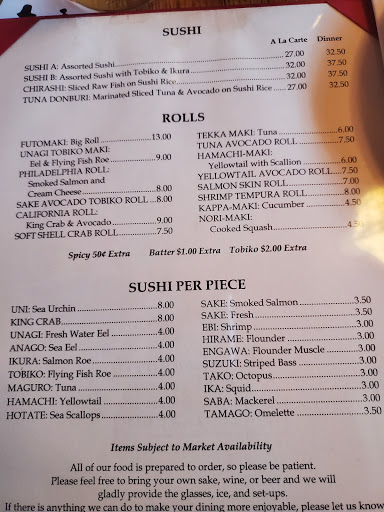 SUSHI
A La Carte Dinner
SUSHI A: Assorted Sushi 27.00 32.50
SUSHI B: Assorted Sushi with Tobiko & Ikura 32.00 37.50
CHIRASHI: Sliced Raw Fish on Sushi Rice 32.00 37.50
TUNA DONBURI: Marinated Sliced Tuna & Avocado on Sushi Rice 27.00 32.50
ROLLS
FUTOMAKI: Big Roll 13.00
UNAGI TOBIKO MAKI:
Eel & Flying Fish Roe 9.00
PHILADELPHIA ROLL:
Smoked Salmon and
Cream Cheese 8.00
SAKE AVOCADO TOBIKO ROLL 8.00
CALIFORNIA ROLL:
King Crab & Avocado 9.00
SOFT SHELL CRAB ROLL 7.50
TEKKA MAKI: Tuna 6.00
TUNA AVOCADO ROLL 7.00
HAMACHI-MAKI:
Yellowtail with Scallion 6.00
YELLOWTAIL AVOCADO ROLL 7.50
SALMON SKIN ROLL 7.00
SHRIMP TEMPURA ROLL 8.00
KAPPA-MAKI: Cucumber 4.50
NORI-MAKI:
Cooked Squash 4.50
Spicy 50¢ Extra Batter $1.00 Extra Tobiko $2.00 Extra
SUSHI PER PIECE
UNI: Sea Urchin 8.00
KING CRAB 8.00
UNAGI: Fresh Water Eel 4.00
ANAGO: Sea Eel 4.00
IKURA: Salmon Roe 4.00
TOBIKO: Flying Fish Roe 4.00
MAGURO: Tuna 4.00
HAMACHI: Yellowtail 4.00
HOTATE: Sea Scallops 4.00
SAKE: Smoked Salmon 3.50
SAKE: Fresh 3.50
EBI: Shrimp 3.50
HIRAME: Flounder 3.50
ENGAWA: Flounder Muscle 3.50
SUZUKI: Striped Bass 3.50
TAKO: Octopus 3.50
IKA: Squid 3.50
SABA: Mackerel 3.50
TAMAGO: Omelette 3.50
Items Subject to Market Availability
All of our food is prepared to order, so please be patient.
Please feel free to bring your own sake, wine, or beer and we will
gladly provide the glasses, ice, and set-ups.
If there is anything we can do to make your dining more enjoyable, please let us know